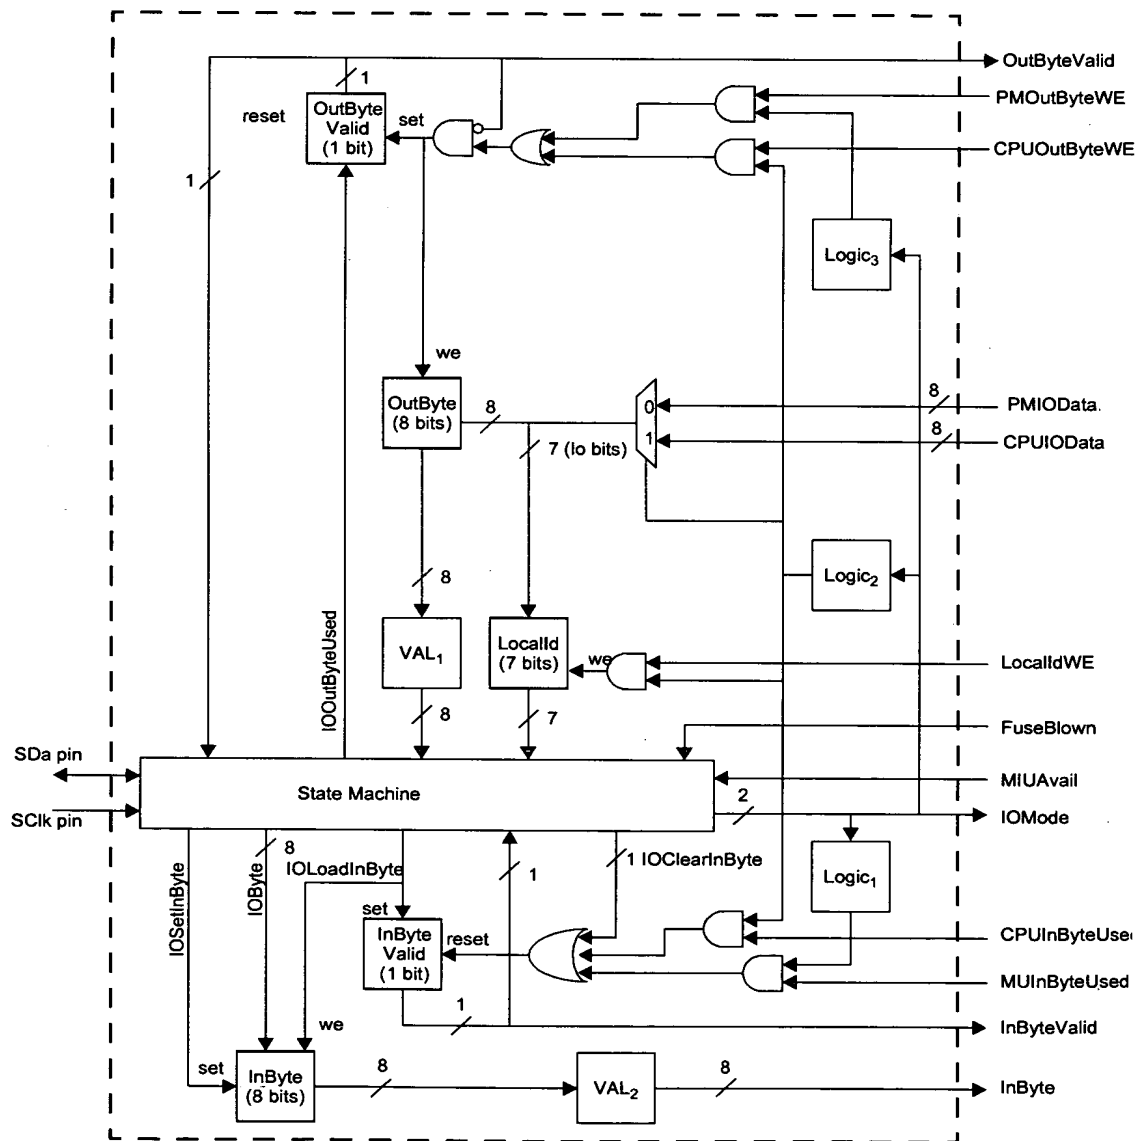 OutByteValid
1
OutByte
Valid
(1 bit)
reset
set
PMOutByteWE
CPUOutByteWE
1
Logic3
we
OutByte
(8 bits)
8
7 (lo bits)
0
1
8
PMIOData.
8
CPUIOData
Logic2
8
VAL1
LocalId
(7 bits)
we
LocalIdWE
IOOutByteUsed
8
7
FuseBlown
SDa pin
SClk pin
State Machine
MIUAvail
2
IOMode
IOSetInByte
IOByte
8
IOLoadInByte
1
1 IOClearInByte
Logic1
set
InByte
Valid
(1 bit)
reset
CPUInByteUse
MUInByteUsed
1
InByteValid
we
set
InByte
(8 bits)
8
VAL2
8
InByte